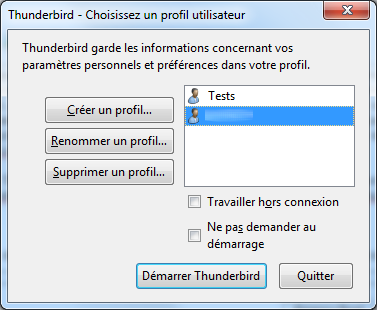 Thunderbird - Choisissez un profil utilisateur
Thunderbird garde les informations concernant vos
paramètres personnels et préférences dans votre profil.
Créer un profil...
Renommer un profil...
Supprimer un profil...
Tests
Travailler hors connexion
Ne pas demander au
démarrage
Démarrer Thunderbird
Quitter